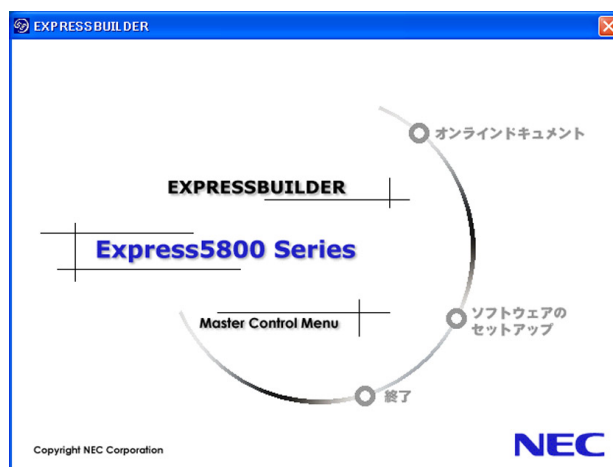 EXPRESSBUILDER
オンラインドキュメント
EXPRESSBUILDER
Express5800 Series
ソフトウェアの
セットアップ
Master Control Menu
終了
Copyright NEC Corporation
NEC